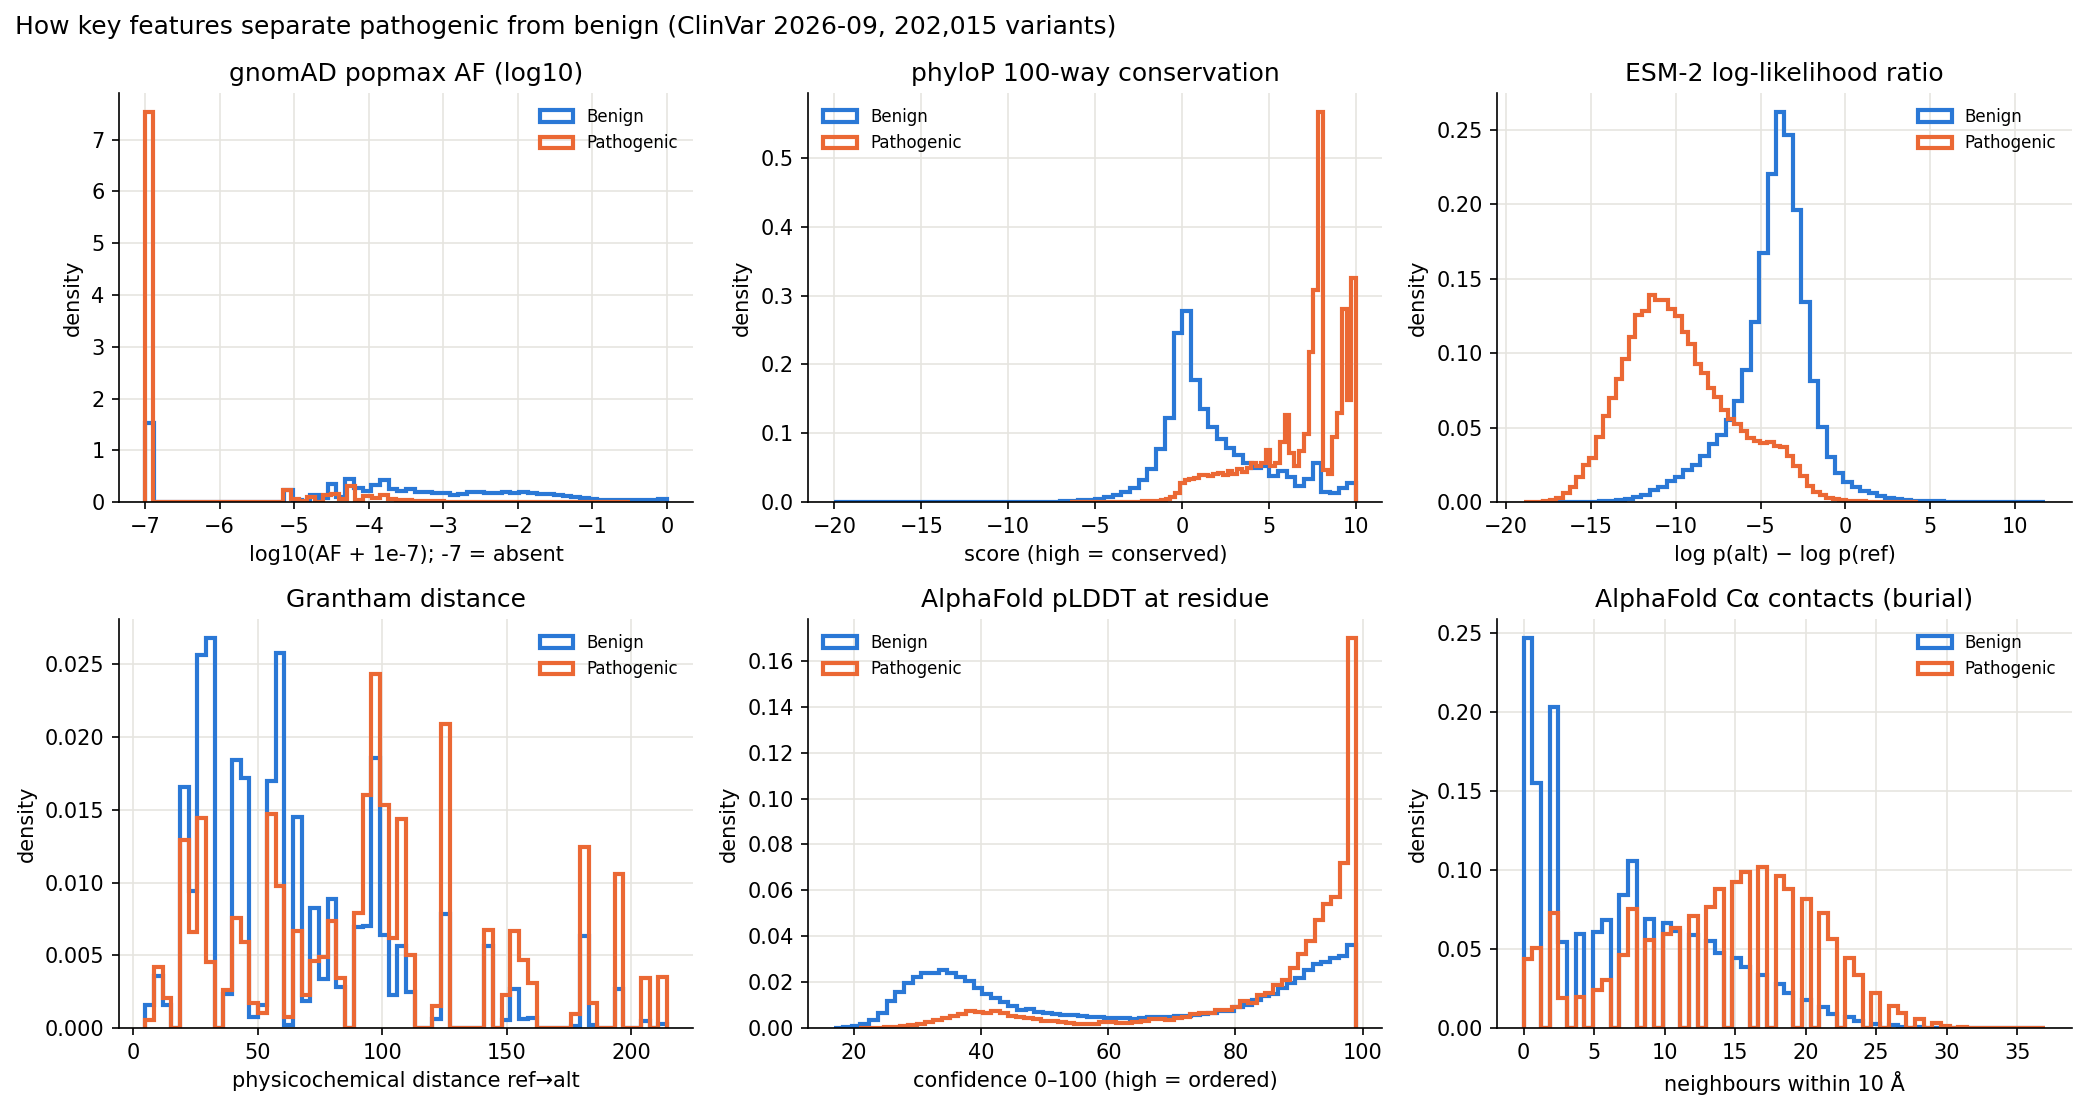 How key features separate pathogenic from benign (ClinVar 2026-09, 202,015 variants)
gnomAD popmax AF (log10)
density
7
6
5
4
3
2
1
0
Benign
Pathogenic
−7 −6 −5 −4 −3 −2 −1 0
log10(AF + 1e-7); -7 = absent
phyloP 100-way conservation
density
0.5
0.4
0.3
0.2
0.1
0.0
Benign
Pathogenic
−20 −15 −10 −5 0 5 10
score (high = conserved)
ESM-2 log-likelihood ratio
density
0.25
0.20
0.15
0.10
0.05
0.00
Benign
Pathogenic
−20 −15 −10 −5 0 5 10
log p(alt) − log p(ref)
Grantham distance
density
0.025
0.020
0.015
0.010
0.005
0.000
Benign
Pathogenic
0 50 100 150 200
physicochemical distance ref→alt
AlphaFold pLDDT at residue
density
0.16
0.14
0.12
0.10
0.08
0.06
0.04
0.02
0.00
Benign
Pathogenic
20 40 60 80 100
confidence 0–100 (high = ordered)
AlphaFold Cα contacts (burial)
density
0.25
0.20
0.15
0.10
0.05
0.00
Benign
Pathogenic
0 5 10 15 20 25 30 35
neighbours within 10 Å